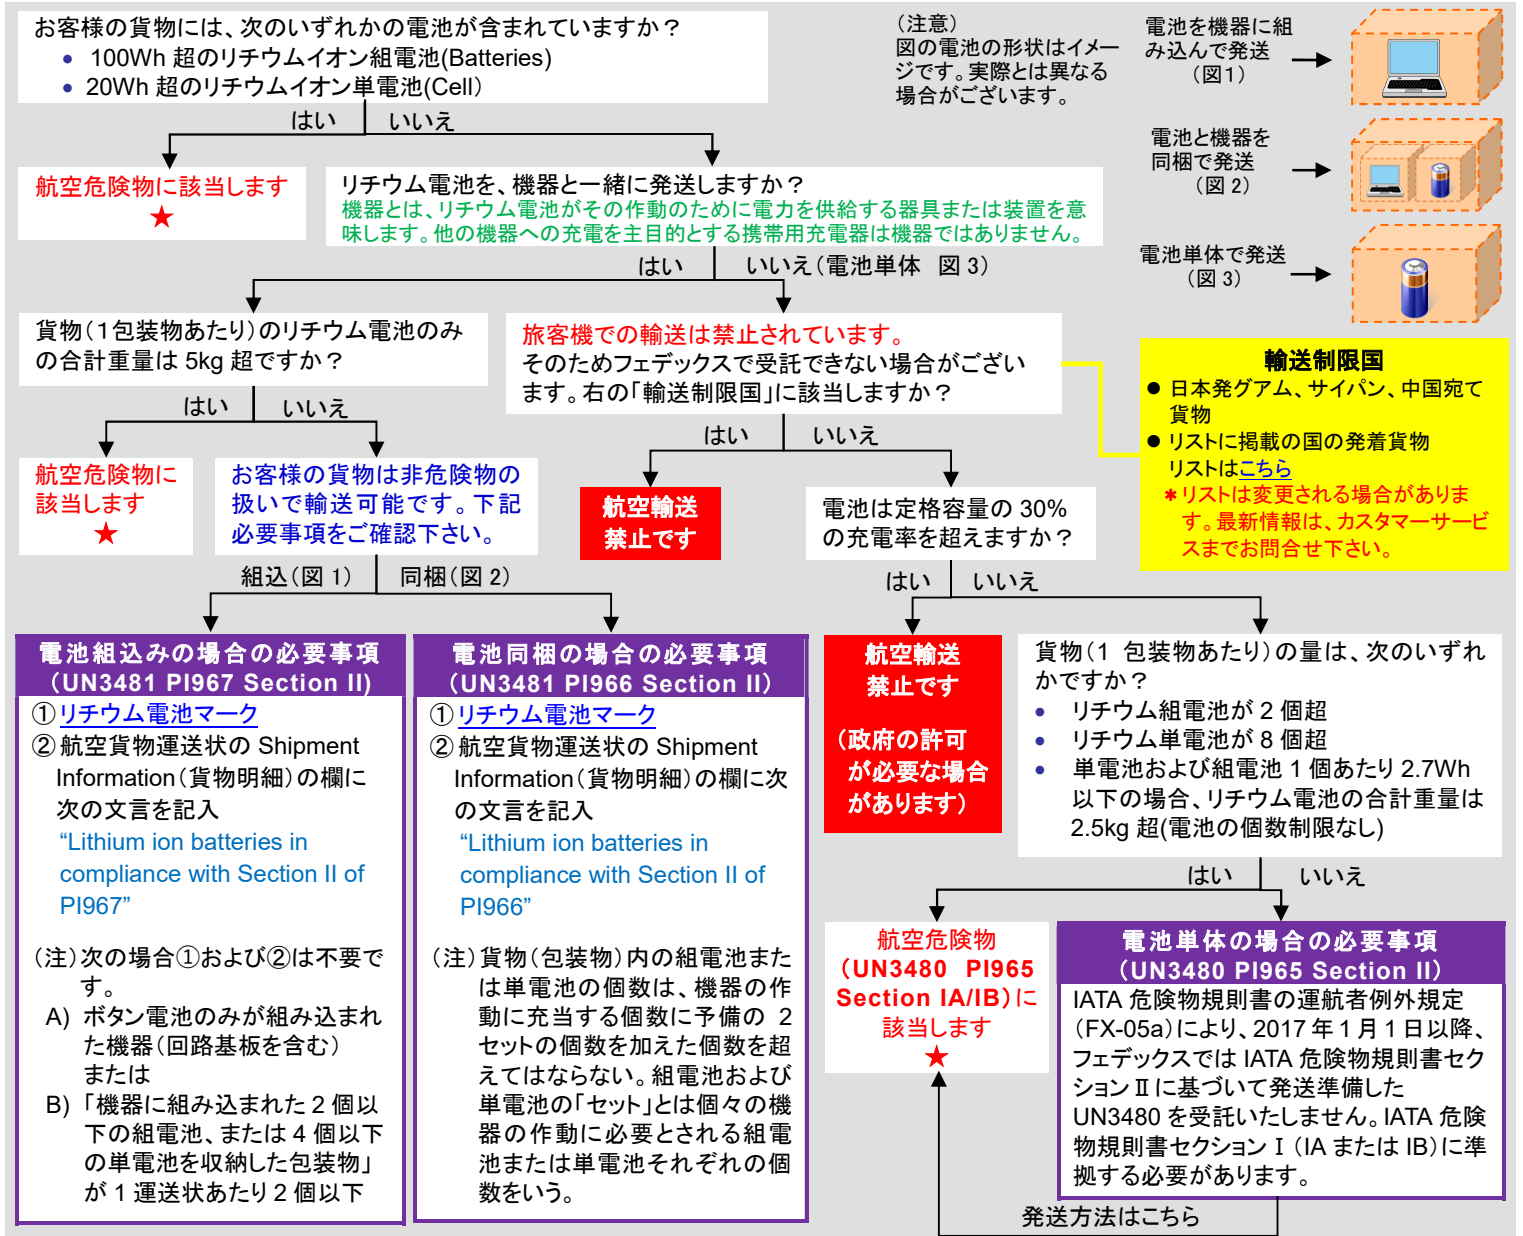 お客様の貨物には、次のいずれかの電池が含まれていますか？
• 100Wh 超のリチウムイオン組電池(Batteries)
• 20Wh 超のリチウムイオン単電池(Cell)
はい
いいえ
(注意)
図の電池の形状はイメー
ジです。実際とは異なる
場合がございます。
電池を機器に組
み込んで発送
(図1)
電池と機器を
同梱で発送
(図 2)
電池単体で発送
(図 3)
航空危険物に該当します
★
リチウム電池を、機器と一緒に発送しますか？
機器とは、リチウム電池がその作動のために電力を供給する器具または装置を意
味します。他の機器への充電を主目的とする携帯用充電器は機器ではありません。
はい
いいえ(電池単体 図 3)
貨物(1包装物あたり)のリチウム電池のみ
の合計重量は 5kg 超ですか？
はい
いいえ
旅客機での輸送は禁止されています。
そのためフェデックスで受託できない場合がござい
ます。右の「輸送制限国」に該当しますか？
はい
いいえ
輸送制限国
● 日本発グアム、サイパン、中国宛て
貨物
● リストに掲載の国の発着貨物
リストはこちら
＊リストは変更される場合がありま
す。最新情報は、カスタマーサービ
スまでお問合せ下さい。
航空危険物に
該当します
★
お客様の貨物は非危険物の
扱いで輸送可能です。下記
必要事項をご確認下さい。
組込(図 1)
同梱(図 2)
航空輸送
禁止です
電池は定格容量の 30%
の充電率を超えますか？
はい
いいえ
電池組込みの場合の必要事項
(UN3481 PI967 Section II)
①リチウム電池マーク
②航空貨物運送状の Shipment
Information(貨物明細)の欄に
次の文言を記入
“Lithium ion batteries in
compliance with Section II of
PI967”
(注)次の場合①および②は不要で
す。
A) ボタン電池のみが組み込まれ
た機器(回路基板を含む)
または
B) 「機器に組み込まれた 2 個以
下の組電池、または 4 個以下
の単電池を収納した包装物」
が 1 運送状あたり 2 個以下
電池同梱の場合の必要事項
(UN3481 PI966 Section II)
①リチウム電池マーク
②航空貨物運送状の Shipment
Information(貨物明細)の欄に次
の文言を記入
“Lithium ion batteries in
compliance with Section II of
PI966”
(注)貨物(包装物)内の組電池また
は単電池の個数は、機器の作
動に充当する個数に予備の 2
セットの個数を加えた個数を超
えてはならない。組電池および
単電池の「セット」とは個々の機
器の作動に必要とされる組電
池または単電池それぞれの個
数をいう。
航空輸送
禁止です
(政府の許可
が必要な場合
があります)
貨物(1 包装物あたり)の量は、次のいずれ
かですか？
• リチウム組電池が 2 個超
• リチウム単電池が 8 個超
• 単電池および組電池 1 個あたり 2.7Wh
以下の場合、リチウム電池の合計重量は
2.5kg 超(電池の個数制限なし)
はい
いいえ
航空危険物
(UN3480 PI965
Section IA/IB)に
該当します
★
電池単体の場合の必要事項
(UN3480 PI965 Section II)
IATA 危険物規則書の運航者例外規定
(FX-05a)により、2017 年 1 月 1 日以降、
フェデックスでは IATA 危険物規則書セク
ションⅡに基づいて発送準備した
UN3480 を受託いたしません。IATA 危険
物規則書セクション I (IA または IB)に準
拠する必要があります。
発送方法はこちら